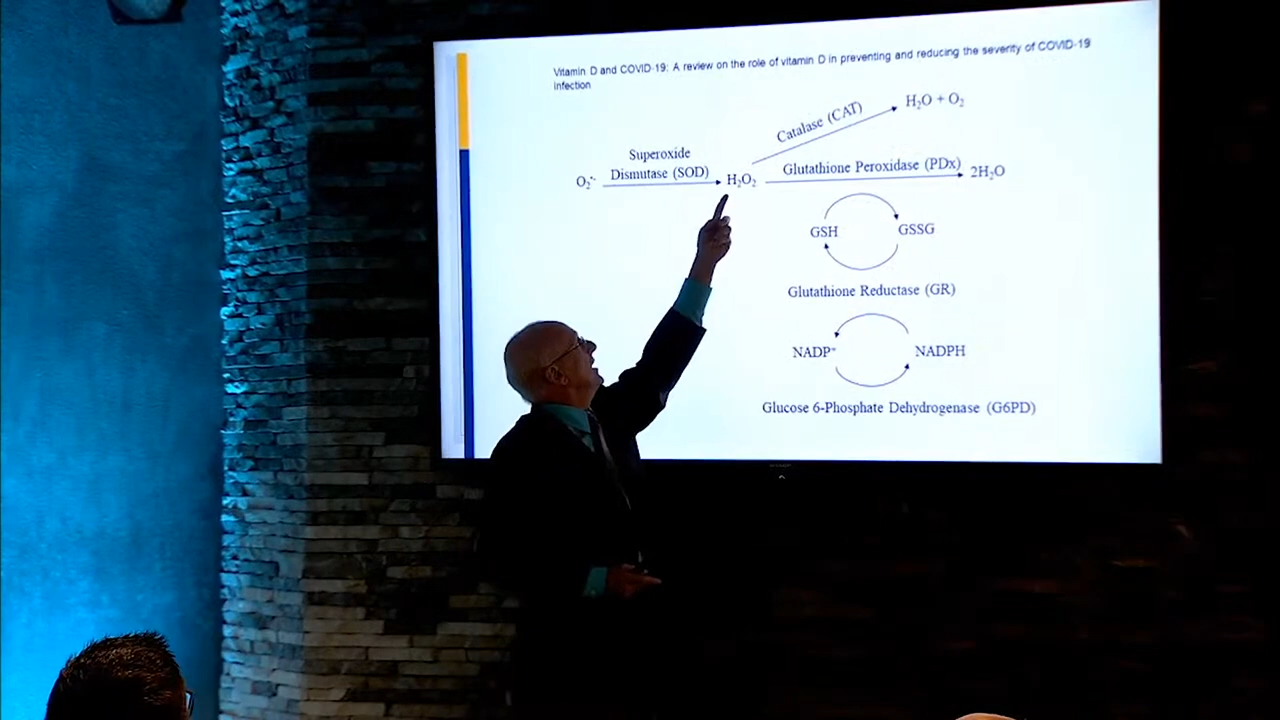 Vitamin D and COVID-19: A review on the role of vitamin D in preventing and reducing the severity of COVID-19
infection
Catalase (CAT)
H₂O + O₂
Superoxide
Dismutase (SOD)
Glutathione Peroxidase (PDx)
O₂·-
H₂O₂
2H₂O
GSH
GSSG
Glutathione Reductase (GR)
NADP⁺
NADPH
Glucose 6-Phosphate Dehydrogenase (G6PD)